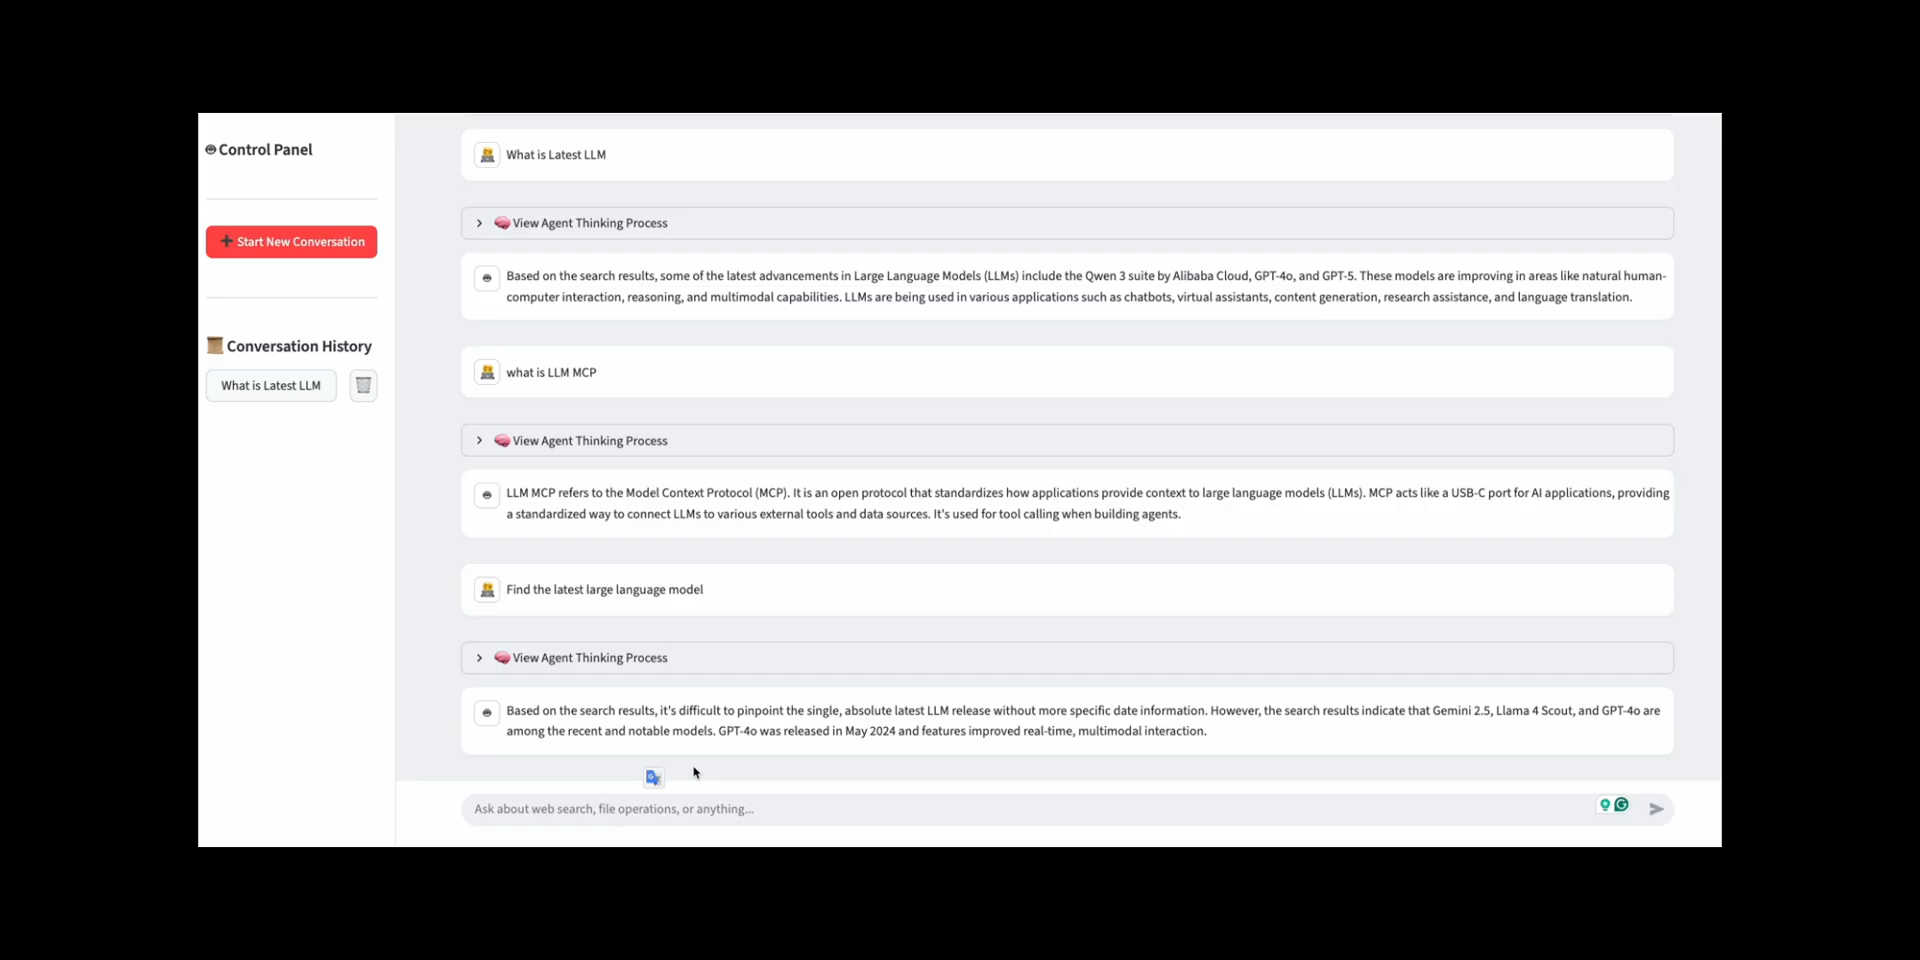 Control Panel
Start New Conversation
Conversation History
What is Latest LLM
What is Latest LLM
View Agent Thinking Process
Based on the search results, some of the latest advancements in Large Language Models (LLMs) include the Qwen 3 suite by Alibaba Cloud, GPT-4o, and GPT-5. These models are improving in areas like natural human-
computer interaction, reasoning, and multimodal capabilities. LLMs are being used in various applications such as chatbots, virtual assistants, content generation, research assistance, and language translation.
what is LLM MCP
View Agent Thinking Process
LLM MCP refers to the Model Context Protocol (MCP). It is an open protocol that standardizes how applications provide context to large language models (LLMs). MCP acts like a USB-C port for AI applications, providing
a standardized way to connect LLMs to various external tools and data sources. It's used for tool calling when building agents.
Find the latest large language model
View Agent Thinking Process
Based on the search results, it's difficult to pinpoint the single, absolute latest LLM release without more specific date information. However, the search results indicate that Gemini 2.5, Llama 4 Scout, and GPT-4o are
among the recent and notable models. GPT-4o was released in May 2024 and features improved real-time, multimodal interaction.
Ask about web search, file operations, or anything...